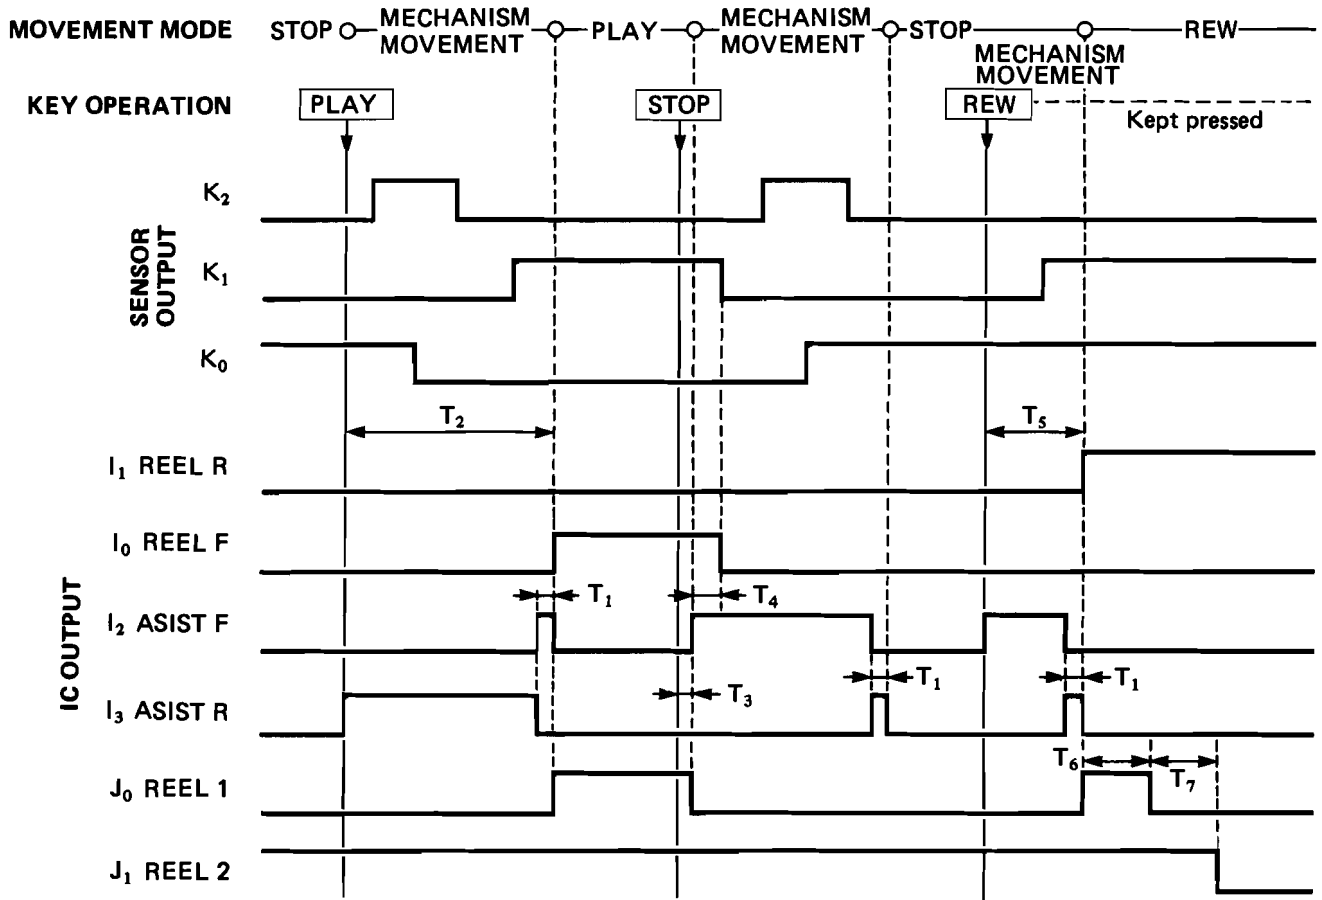 MOVEMENT MODE STOP MECHANISM MOVEMENT PLAY MECHANISM MOVEMENT STOP MECHANISM MOVEMENT REW
KEY OPERATION PLAY STOP REW Kept pressed
SENSOR OUTPUT
K₂
K₁
K₀
T₂ T₅
IC OUTPUT
I₁ REEL R
I₀ REEL F
T₁ T₄
I₂ ASIST F
T₃ T₁ T₁
I₃ ASIST R
T₆ T₇
J₀ REEL 1
J₁ REEL 2